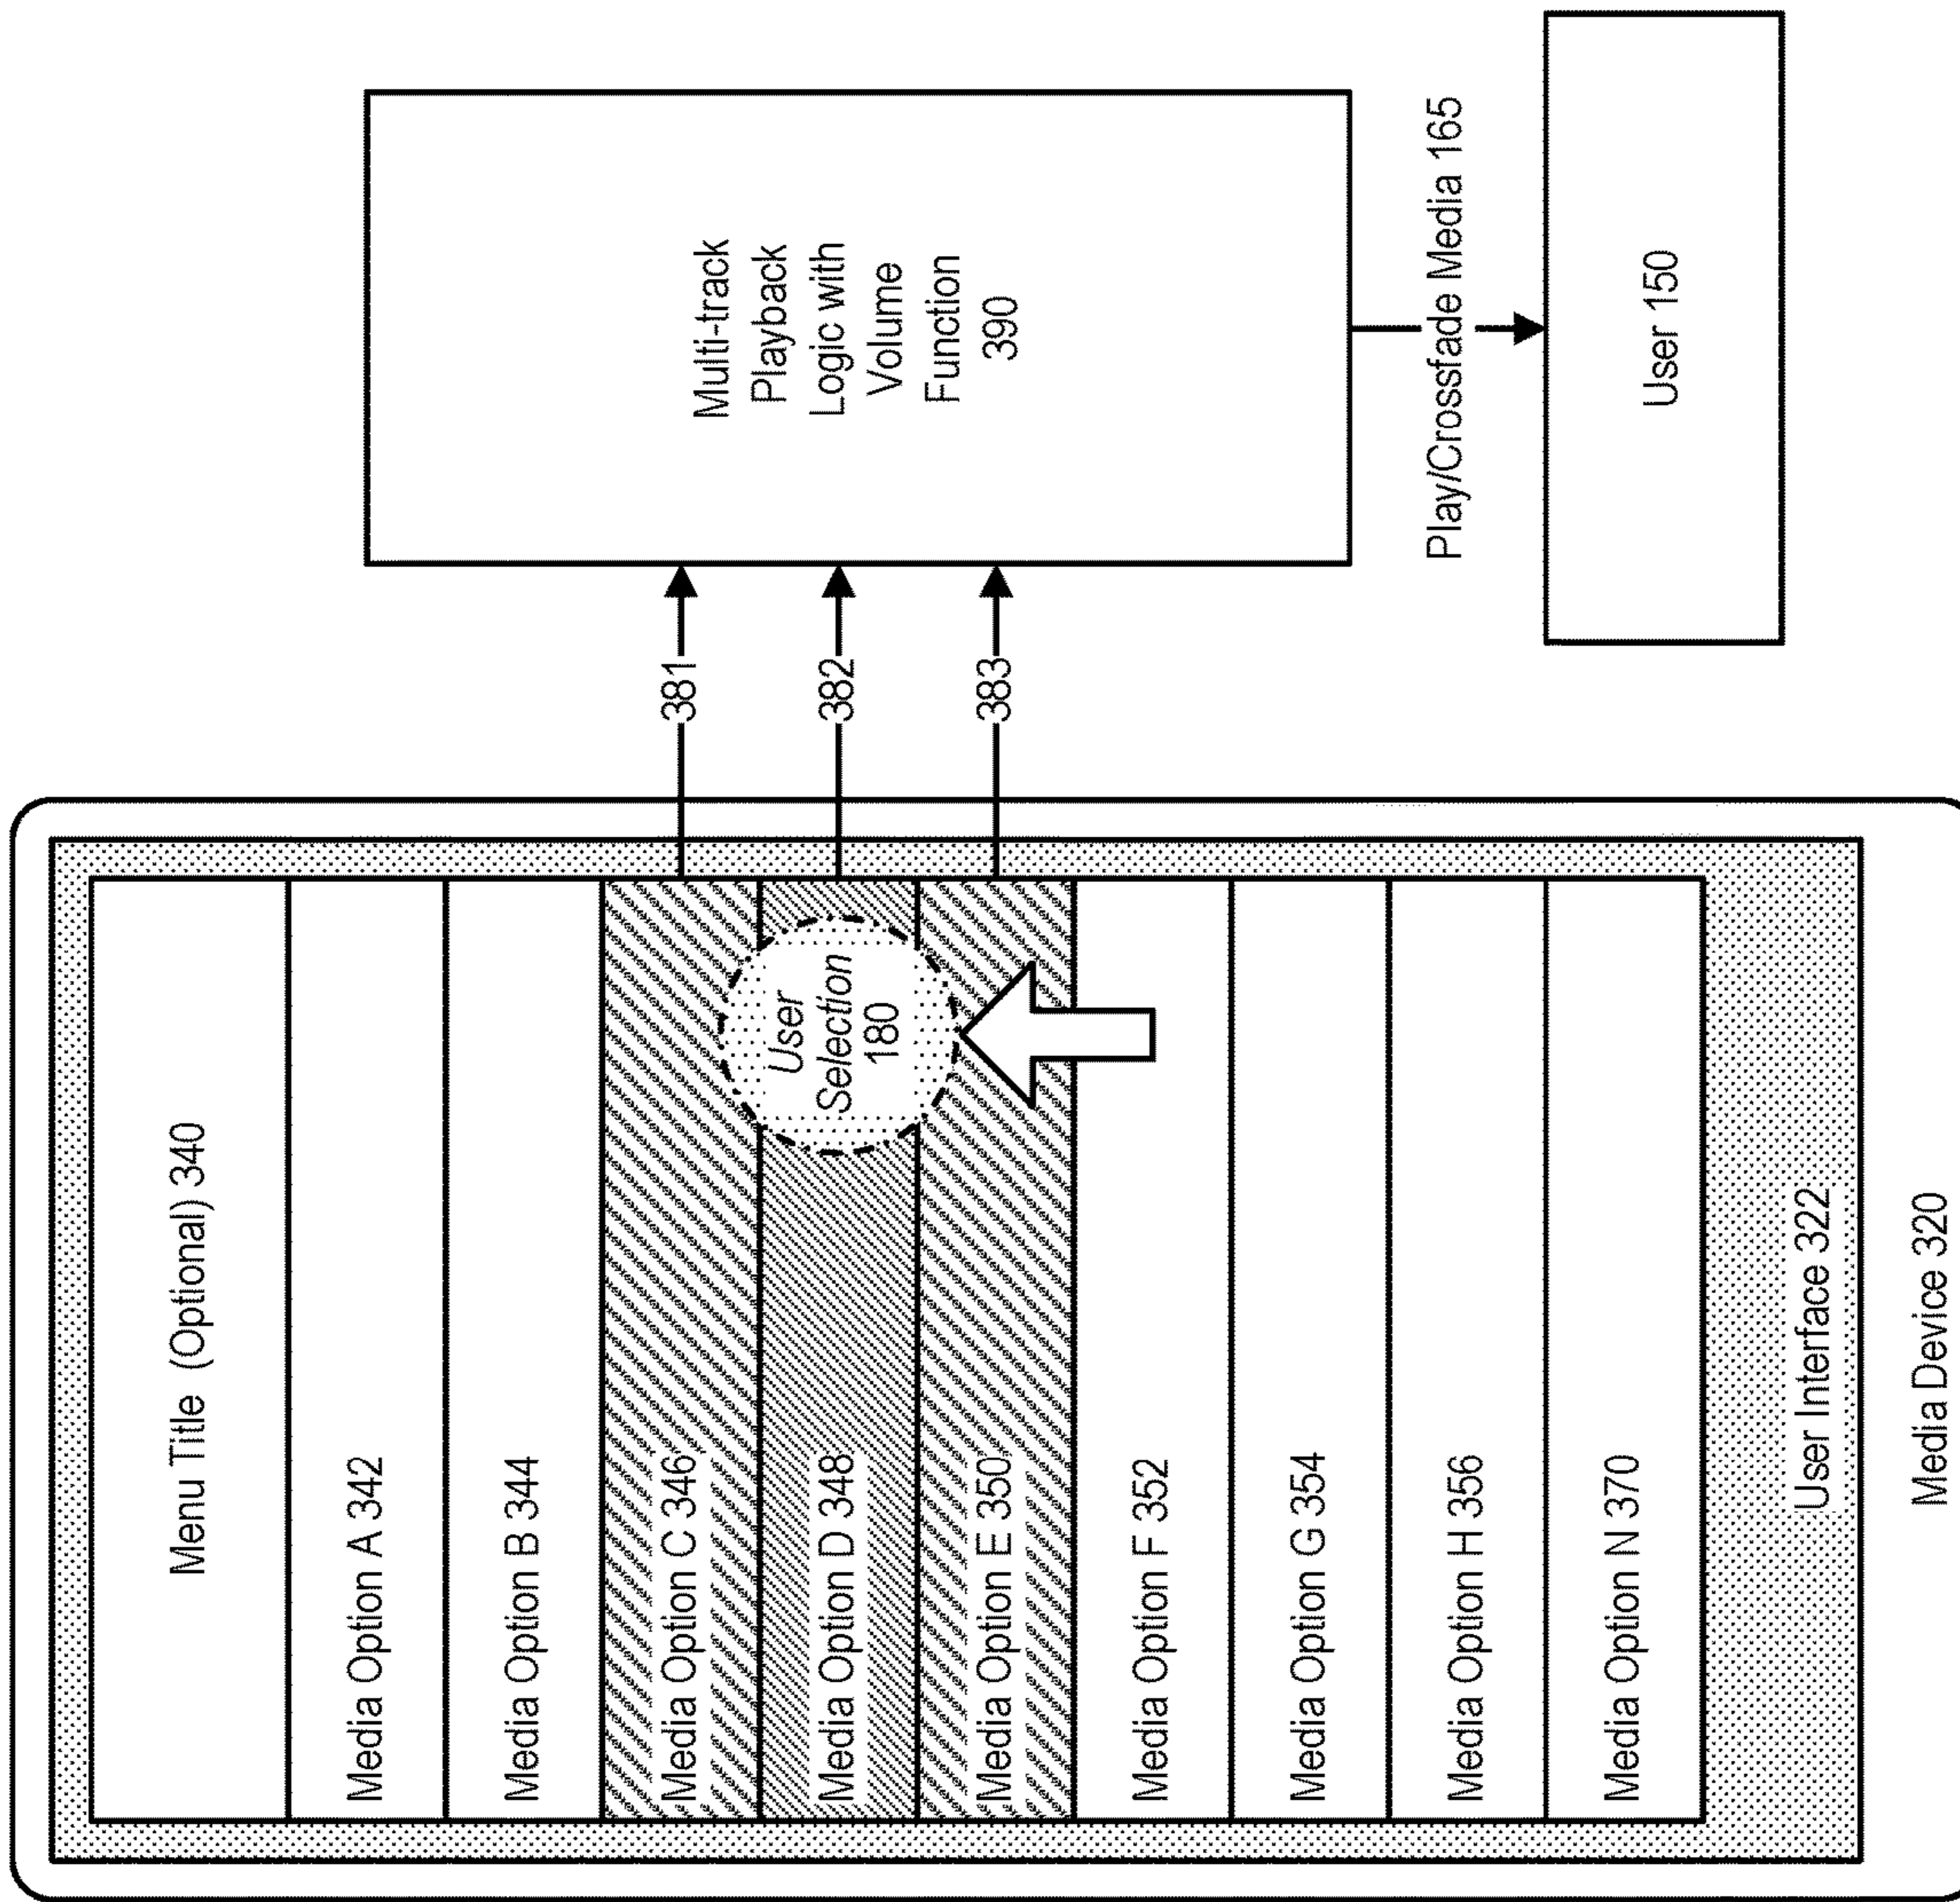 Menu Title (Optional) 340
Media Option A 342
Media Option B 344
Media Option C 346
Media Option D 348
Media Option E 350
Media Option F 352
Media Option G 354
Media Option H 356
Media Option N 370
User
Selection
180
User Interface 322
Media Device 320
381
382
383
Multi-track
Playback
Logic with
Volume
Function
390
Play/Crossfade Media 165
User 150